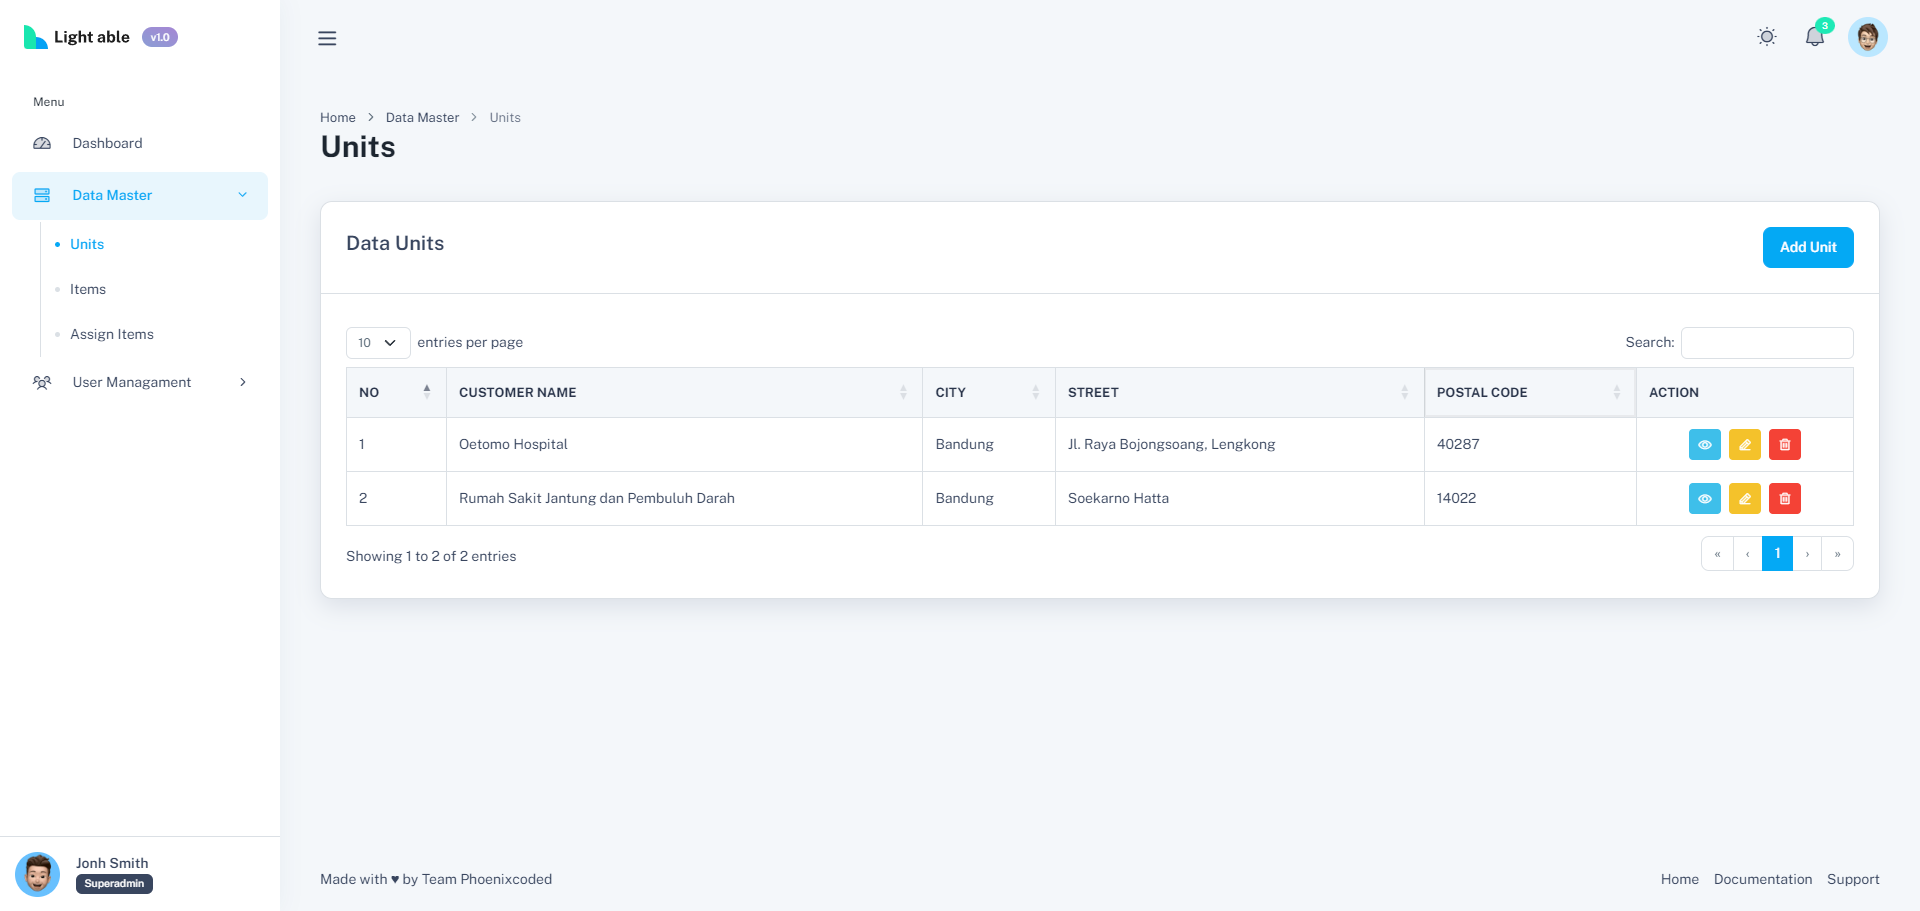 Light able v1.0
3
Menu
Dashboard
Data Master
Units
Items
Assign Items
User Managament
Jonh Smith
Superadmin
Home > Data Master > Units
Units
Data Units
Add Unit
10 entries per page
Search:
NO CUSTOMER NAME CITY STREET POSTAL CODE ACTION
1 Oetomo Hospital Bandung Jl. Raya Bojongsoang, Lengkong 40287
2 Rumah Sakit Jantung dan Pembuluh Darah Bandung Soekarno Hatta 14022
Showing 1 to 2 of 2 entries
« ‹ 1 › »
Made with ♥ by Team Phoenixcoded
Home Documentation Support